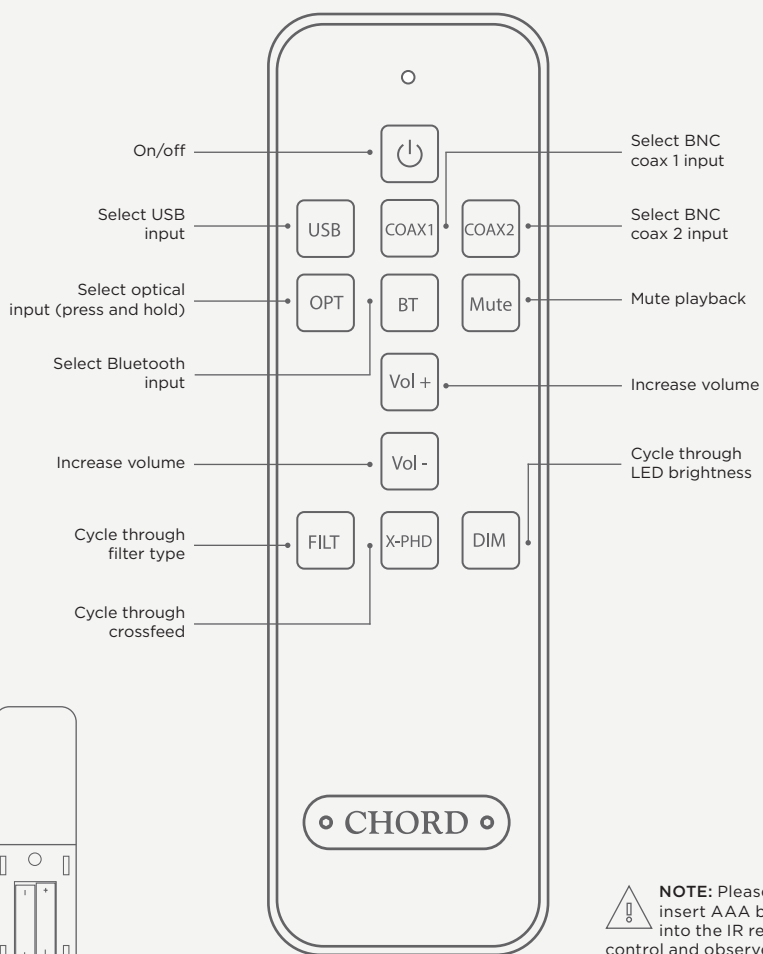 On/off
Select BNC
coax 1 input
Select USB
input
USB
COAX1
COAX2
Select BNC
coax 2 input
Select optical
input (press and hold)
OPT
BT
Mute
Mute playback
Select Bluetooth
input
Vol +
Increase volume
Increase volume
Vol -
Cycle through
LED brightness
Cycle through
filter type
FILT
X-PHD
DIM
Cycle through
crossfeed
CHORD
NOTE: Please
insert AAA
into the IR
control and